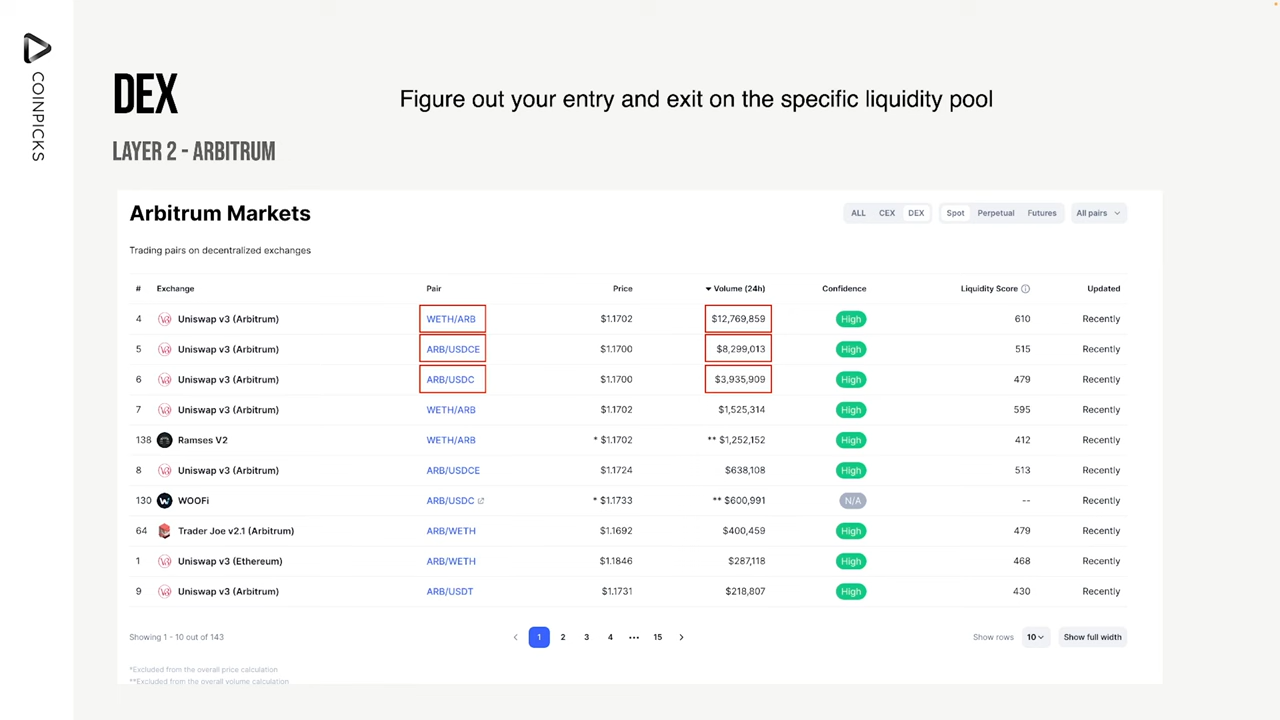 COINPICKS
DEX
Figure out your entry and exit on the specific liquidity pool
LAYER 2 - ARBITRUM
Arbitrum Markets
ALL CEX DEX Spot Perpetual Futures All pairs
Trading pairs on decentralized exchanges
# Exchange Pair Price Volume (24h) Confidence Liquidity Score Updated
4 Uniswap v3 (Arbitrum) WETH/ARB $1.1702 $12,769,859 High 610 Recently
5 Uniswap v3 (Arbitrum) ARB/USDCE $1.1700 $8,299,013 High 515 Recently
6 Uniswap v3 (Arbitrum) ARB/USDC $1.1700 $3,935,909 High 479 Recently
7 Uniswap v3 (Arbitrum) WETH/ARB $1.1702 $1,525,314 High 595 Recently
138 Ramses V2 WETH/ARB * $1.1702 ** $1,252,152 High 412 Recently
8 Uniswap v3 (Arbitrum) ARB/USDCE $1.1724 $638,108 High 513 Recently
130 WOOFi ARB/USDC * $1.1733 ** $600,991 N/A -- Recently
64 Trader Joe v2.1 (Arbitrum) ARB/WETH $1.1692 $400,459 High 479 Recently
1 Uniswap v3 (Ethereum) ARB/WETH $1.1846 $287,118 High 468 Recently
9 Uniswap v3 (Arbitrum) ARB/USDT $1.1731 $218,807 High 430 Recently
Showing 1 - 10 out of 143 1 2 3 4 ••• 15 Show rows 10 Show full width
*Excluded from the overall price calculation
**Excluded from the overall volume calculation